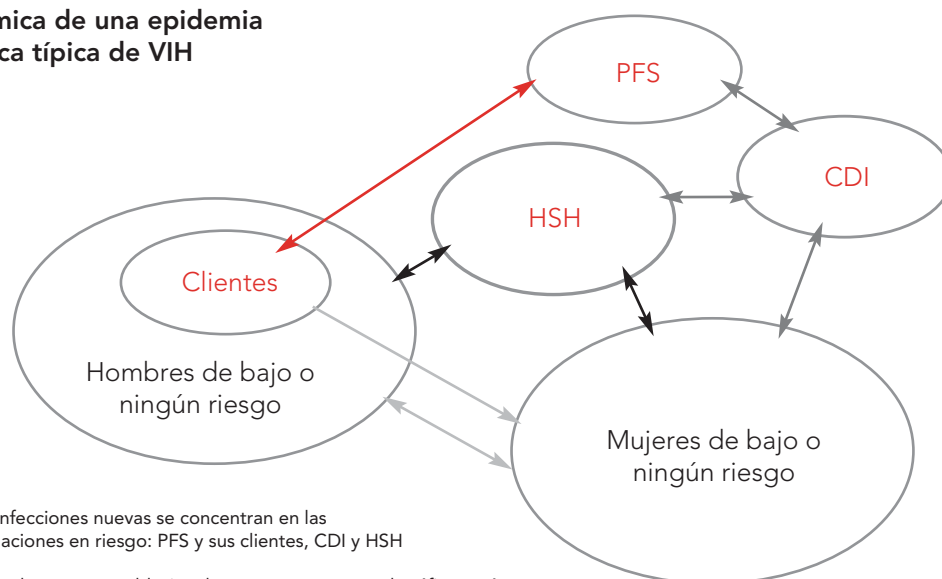 mica de una epidemia
ca típica de VIH
PFS
CDI
HSH
Clientes
Hombres de bajo o
ningún riesgo
Mujeres de bajo o
ningún riesgo
nfecciones nuevas se concentran en las
aciones en riesgo: PFS y sus clientes, CDI y HSH